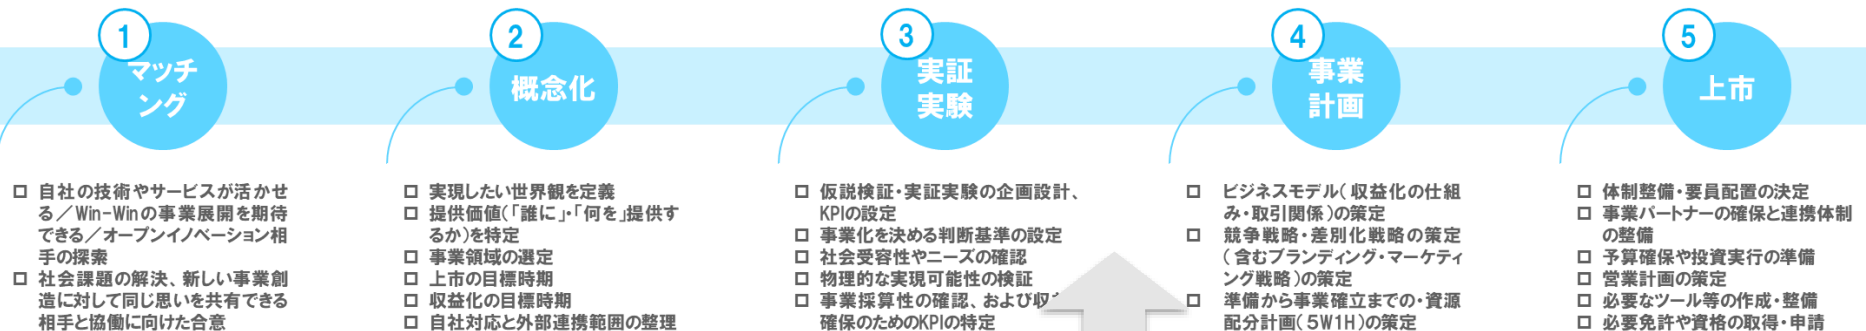 1
マッチ
ング
□ 自社の技術やサービスが活かせ
る／Win-Winの事業展開を期待
できる／オープンイノベーション相
手の探索
□ 社会課題の解決、新しい事業創
造に対して同じ思いを共有できる
相手と協働に向けた合意
2
概念化
□ 実現したい世界観を定義
□ 提供価値(「誰に」・「何を」提供す
るか)を特定
□ 事業領域の選定
□ 上市の目標時期
□ 収益化の目標時期
□ 自社対応と外部連携範囲の整理
3
実証
実験
□ 仮説検証・実証実験の企画設計、
KPIの設定
□ 事業化を決める判断基準の設定
□ 社会受容性やニーズの確認
□ 物理的な実現可能性の検証
□ 事業採算性の確認、および収
確保のためのKPIの特定
4
事業
計画
□ ビジネスモデル(収益化の仕組
み・取引関係)の策定
□ 競争戦略・差別化戦略の策定
(含むブランディング・マーケティ
ング戦略)の策定
□ 準備から事業確立までの・資源
配分計画(5W1H)の策定
5
上市
□ 体制整備・要員配置の決定
□ 事業パートナーの確保と連携体制
の整備
□ 予算確保や投資実行の準備
□ 営業計画の策定
□ 必要なツール等の作成・整備
□ 必要免許や資格の取得・申請